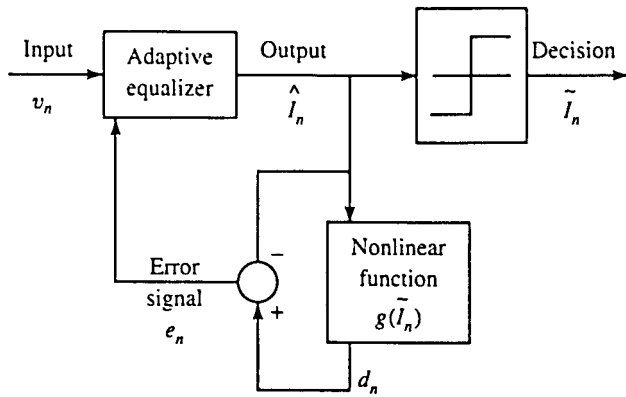 Input
v_n
Adaptive
equalizer
Output
Î_n
Decision
Ĩ_n
Error
signal
e_n
−
+
Nonlinear
function
g(Ĩ_n)
d_n